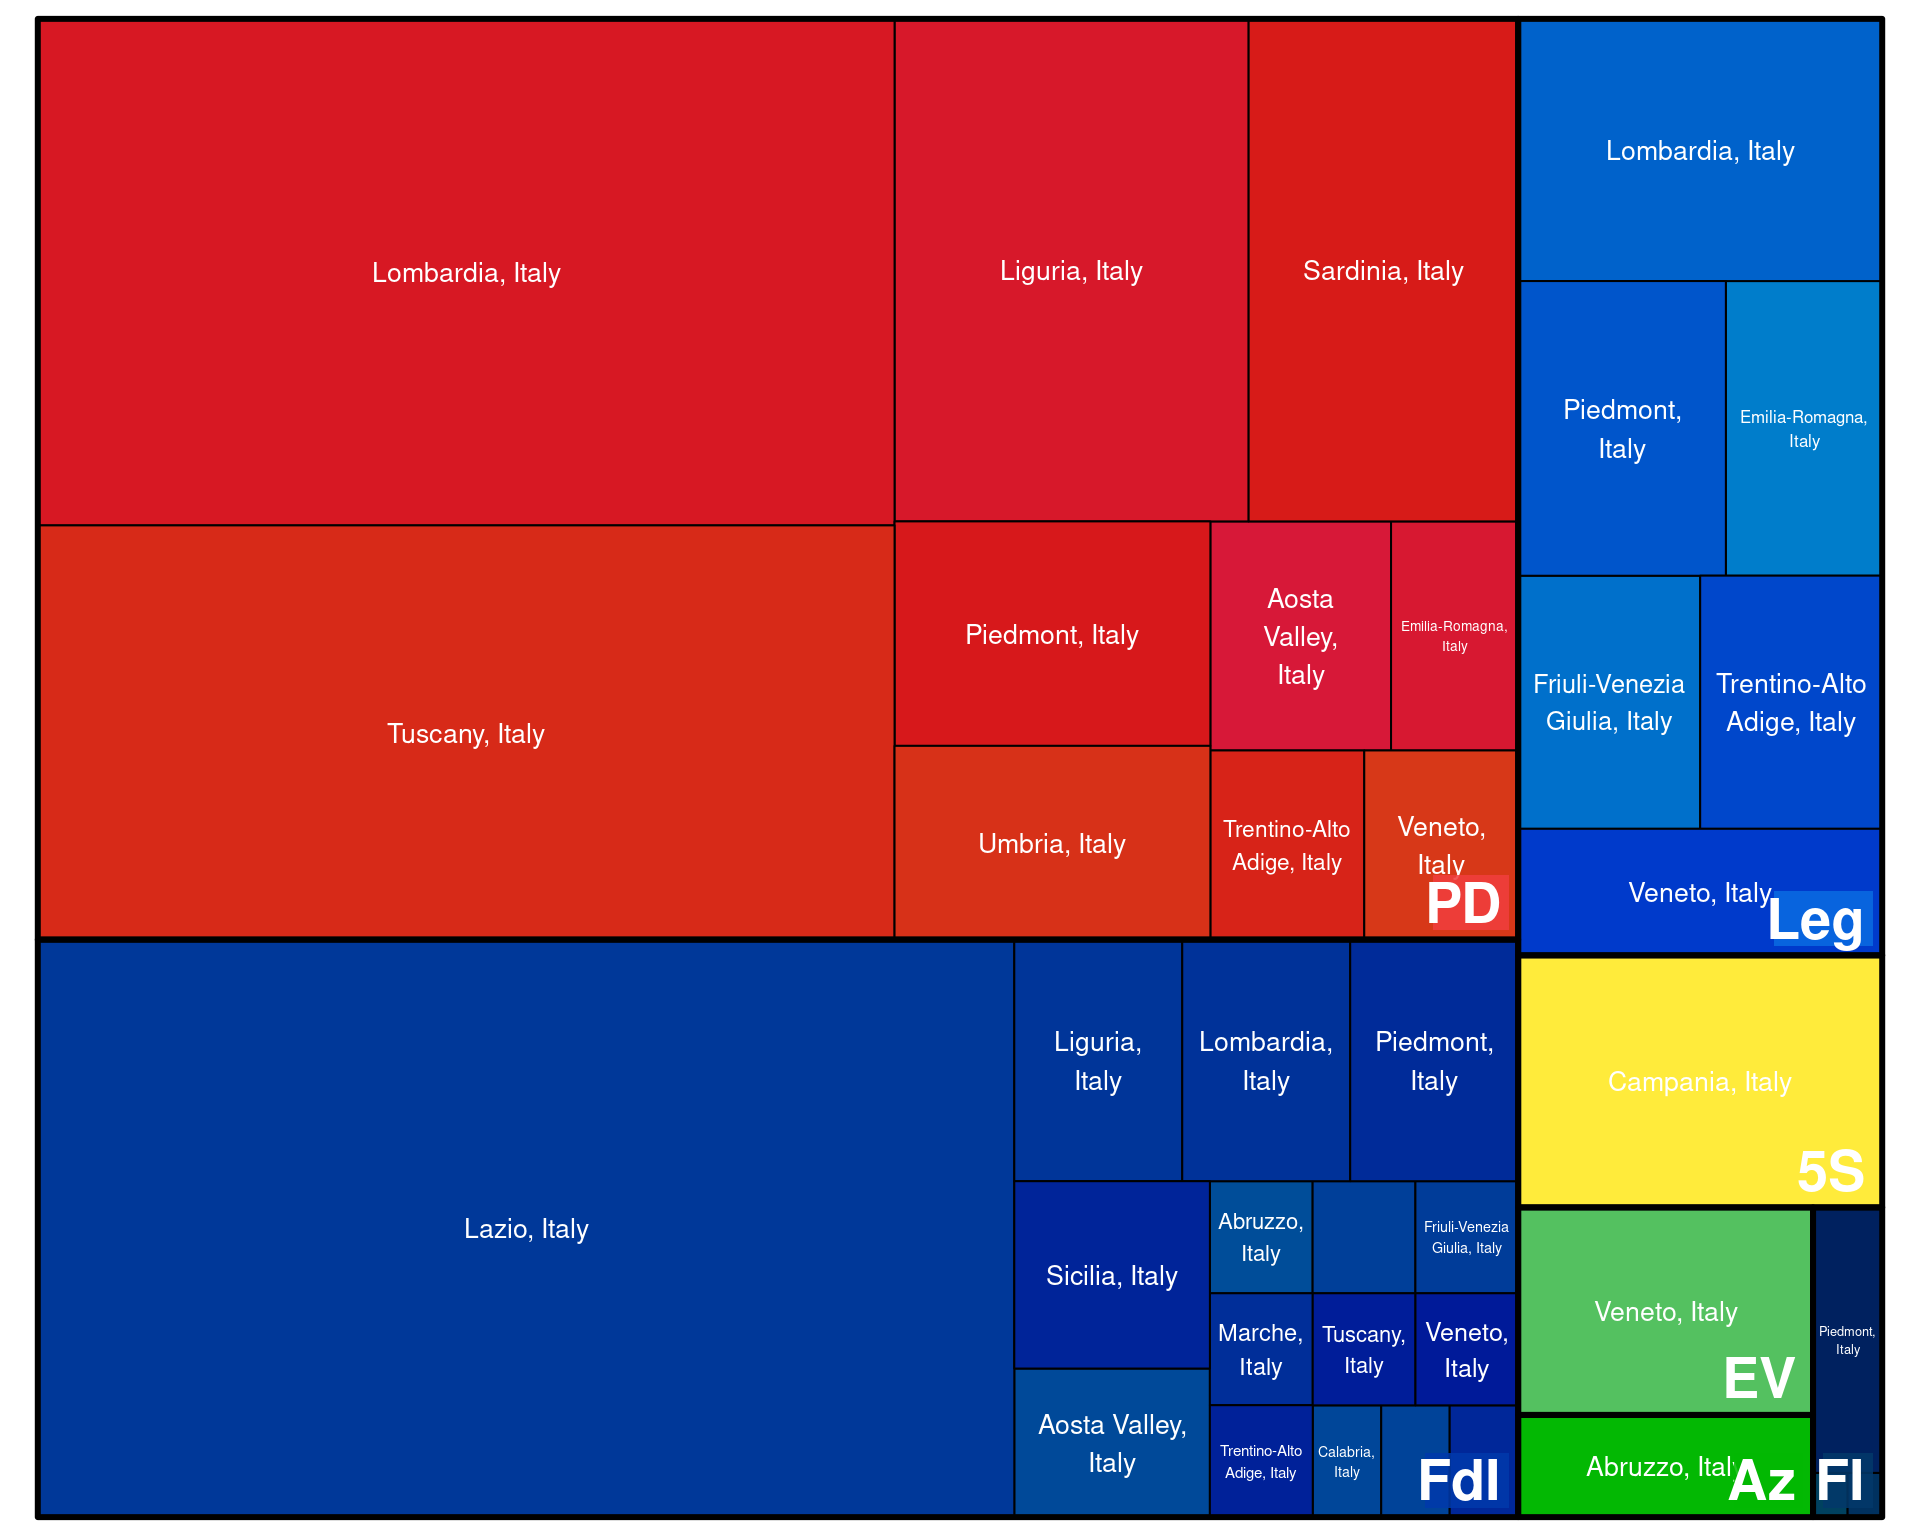 Lombardia, Italy
Liguria, Italy
Sardinia, Italy
Tuscany, Italy
Piedmont, Italy
Aosta
Valley,
Italy
Emilia-Romagna,
Italy
Umbria, Italy
Trentino-Alto
Adige, Italy
Veneto,
Italy
PD
Lombardia, Italy
Piedmont,
Italy
Emilia-Romagna,
Italy
Friuli-Venezia
Giulia, Italy
Trentino-Alto
Adige, Italy
Veneto, Italy
Leg
Lazio, Italy
Liguria,
Italy
Lombardia,
Italy
Piedmont,
Italy
Sicilia, Italy
Abruzzo,
Italy
Friuli-Venezia
Giulia, Italy
Marche,
Italy
Tuscany,
Italy
Veneto,
Italy
Aosta Valley,
Italy
Trentino-Alto
Adige, Italy
Calabria,
Italy
FdI
Campania, Italy
5S
Veneto, Italy
EV
Piedmont,
Italy
Abruzzo, Italy
Az
FI